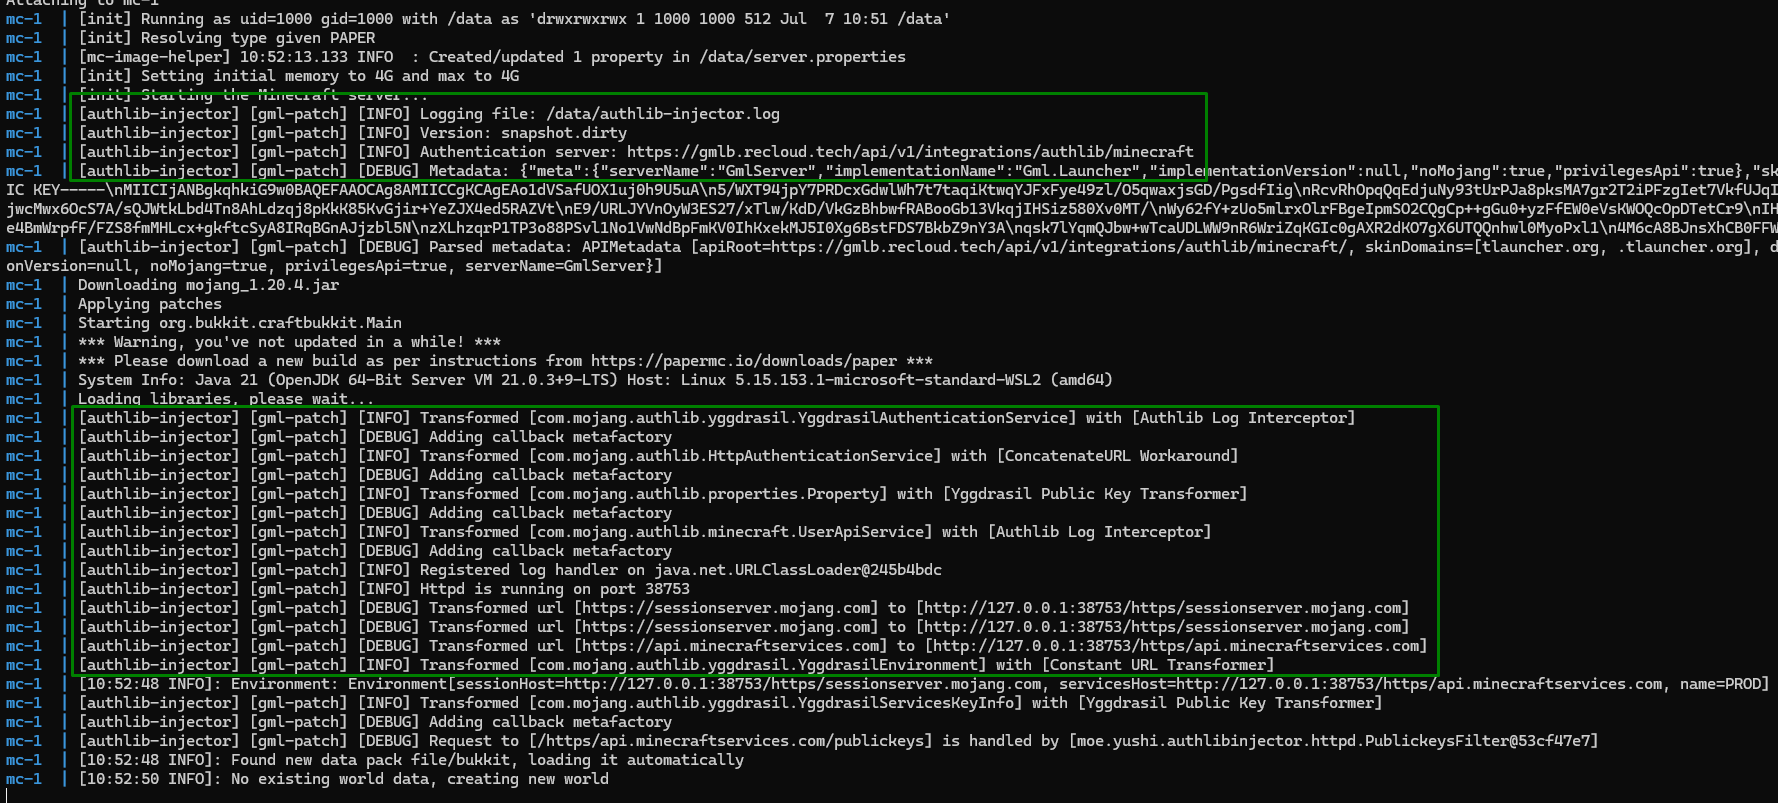 Attaching to mc-1
mc-1  | [init] Running as uid=1000 gid=1000 with /data as 'drwxrwxrwx 1 1000 1000 512 Jul  7 10:51 /data'
mc-1  | [init] Resolving type given PAPER
mc-1  | [mc-image-helper] 10:52:13.133 INFO  : Created/updated 1 property in /data/server.properties
mc-1  | [init] Setting initial memory to 4G and max to 4G
mc-1  | [init] Starting the Minecraft server...
mc-1  | [authlib-injector] [gml-patch] [INFO] Logging file: /data/authlib-injector.log
mc-1  | [authlib-injector] [gml-patch] [INFO] Version: snapshot.dirty
mc-1  | [authlib-injector] [gml-patch] [INFO] Authentication server: https://gmlb.recloud.tech/api/v1/integrations/authlib/minecraft
mc-1  | [authlib-injector] [gml-patch] [DEBUG] Metadata: {"meta":{"serverName":"GmlServer","implementationName":"Gml.Launcher","implementationVersion":null,"noMojang":true,"privilegesApi":true},"sk
IC KEY-----\nMIICIjANBgkqhkiG9w0BAQEFAAOCAg8AMIICCgKCAgEAo1dVSafUOX1uj0h9U5uA\n5/WXT94jpY7PRDcxGdwlWh7t7taqiKtwqYJFxFye49zl/O5qwaxjsGD/PgsdfIig\nRcvRhOpqQqEdjuNy93tUrPJa8pksMA7gr2T2iPFzgIet7VkfUJqI
jwcMwx6OcS7A/sQJWtkLbd4Tn8AhLdzqj8pKkK85KvGjir+YeZJX4ed5RAZVt\nE9/URLJYVnOyW3ES27/xTlw/KdD/VkGzBhbwfRABooGb13VkqjIHSiz580Xv0MT/\nWy62fY+zUo5mlrxOlrFBgeIpmSO2CQgCp++gGu0+yzFfEW0eVsKWOQcOpDTetCr9\nIH
e4BmWrpfF/FZS8fmMHLcx+gkftcSyA8IRqBGnAJjzbl5N\nzXLhzqrP1TP3o88PSvl1No1VwNdBpFmKV0IhKxekMJ5I0Xg6BstFDS7BkbZ9nY3A\nqsk7lYqmQJbw+wTcaUDLWW9nR6WriZqKGIc0gAXR2dKO7gX6UTQQnhwl0MyoPxl1\n4M6cA8BJnsXhCB0FFW
mc-1  | [authlib-injector] [gml-patch] [DEBUG] Parsed metadata: APIMetadata [apiRoot=https://gmlb.recloud.tech/api/v1/integrations/authlib/minecraft/, skinDomains=[tlauncher.org, .tlauncher.org], d
onVersion=null, noMojang=true, privilegesApi=true, serverName=GmlServer}]
mc-1  | Downloading mojang_1.20.4.jar
mc-1  | Applying patches
mc-1  | Starting org.bukkit.craftbukkit.Main
mc-1  | *** Warning, you've not updated in a while! ***
mc-1  | *** Please download a new build as per instructions from https://papermc.io/downloads/paper ***
mc-1  | System Info: Java 21 (OpenJDK 64-Bit Server VM 21.0.3+9-LTS) Host: Linux 5.15.153.1-microsoft-standard-WSL2 (amd64)
mc-1  | Loading libraries, please wait...
mc-1  | [authlib-injector] [gml-patch] [INFO] Transformed [com.mojang.authlib.yggdrasil.YggdrasilAuthenticationService] with [Authlib Log Interceptor]
mc-1  | [authlib-injector] [gml-patch] [DEBUG] Adding callback metafactory
mc-1  | [authlib-injector] [gml-patch] [INFO] Transformed [com.mojang.authlib.HttpAuthenticationService] with [ConcatenateURL Workaround]
mc-1  | [authlib-injector] [gml-patch] [DEBUG] Adding callback metafactory
mc-1  | [authlib-injector] [gml-patch] [INFO] Transformed [com.mojang.authlib.properties.Property] with [Yggdrasil Public Key Transformer]
mc-1  | [authlib-injector] [gml-patch] [DEBUG] Adding callback metafactory
mc-1  | [authlib-injector] [gml-patch] [INFO] Transformed [com.mojang.authlib.minecraft.UserApiService] with [Authlib Log Interceptor]
mc-1  | [authlib-injector] [gml-patch] [DEBUG] Adding callback metafactory
mc-1  | [authlib-injector] [gml-patch] [INFO] Registered log handler on java.net.URLClassLoader@245b4bdc
mc-1  | [authlib-injector] [gml-patch] [INFO] Httpd is running on port 38753
mc-1  | [authlib-injector] [gml-patch] [DEBUG] Transformed url [https://sessionserver.mojang.com] to [http://127.0.0.1:38753/https/sessionserver.mojang.com]
mc-1  | [authlib-injector] [gml-patch] [DEBUG] Transformed url [https://sessionserver.mojang.com] to [http://127.0.0.1:38753/https/sessionserver.mojang.com]
mc-1  | [authlib-injector] [gml-patch] [DEBUG] Transformed url [https://api.minecraftservices.com] to [http://127.0.0.1:38753/https/api.minecraftservices.com]
mc-1  | [authlib-injector] [gml-patch] [INFO] Transformed [com.mojang.authlib.yggdrasil.YggdrasilEnvironment] with [Constant URL Transformer]
mc-1  | [10:52:48 INFO]: Environment: Environment[sessionHost=http://127.0.0.1:38753/https/sessionserver.mojang.com, servicesHost=http://127.0.0.1:38753/https/api.minecraftservices.com, name=PROD]
mc-1  | [authlib-injector] [gml-patch] [INFO] Transformed [com.mojang.authlib.yggdrasil.YggdrasilServicesKeyInfo] with [Yggdrasil Public Key Transformer]
mc-1  | [authlib-injector] [gml-patch] [DEBUG] Adding callback metafactory
mc-1  | [authlib-injector] [gml-patch] [DEBUG] Request to [/https/api.minecraftservices.com/publickeys] is handled by [moe.yushi.authlibinjector.httpd.PublickeysFilter@53cf47e7]
mc-1  | [10:52:48 INFO]: Found new data pack file/bukkit, loading it automatically
mc-1  | [10:52:50 INFO]: No existing world data, creating new world